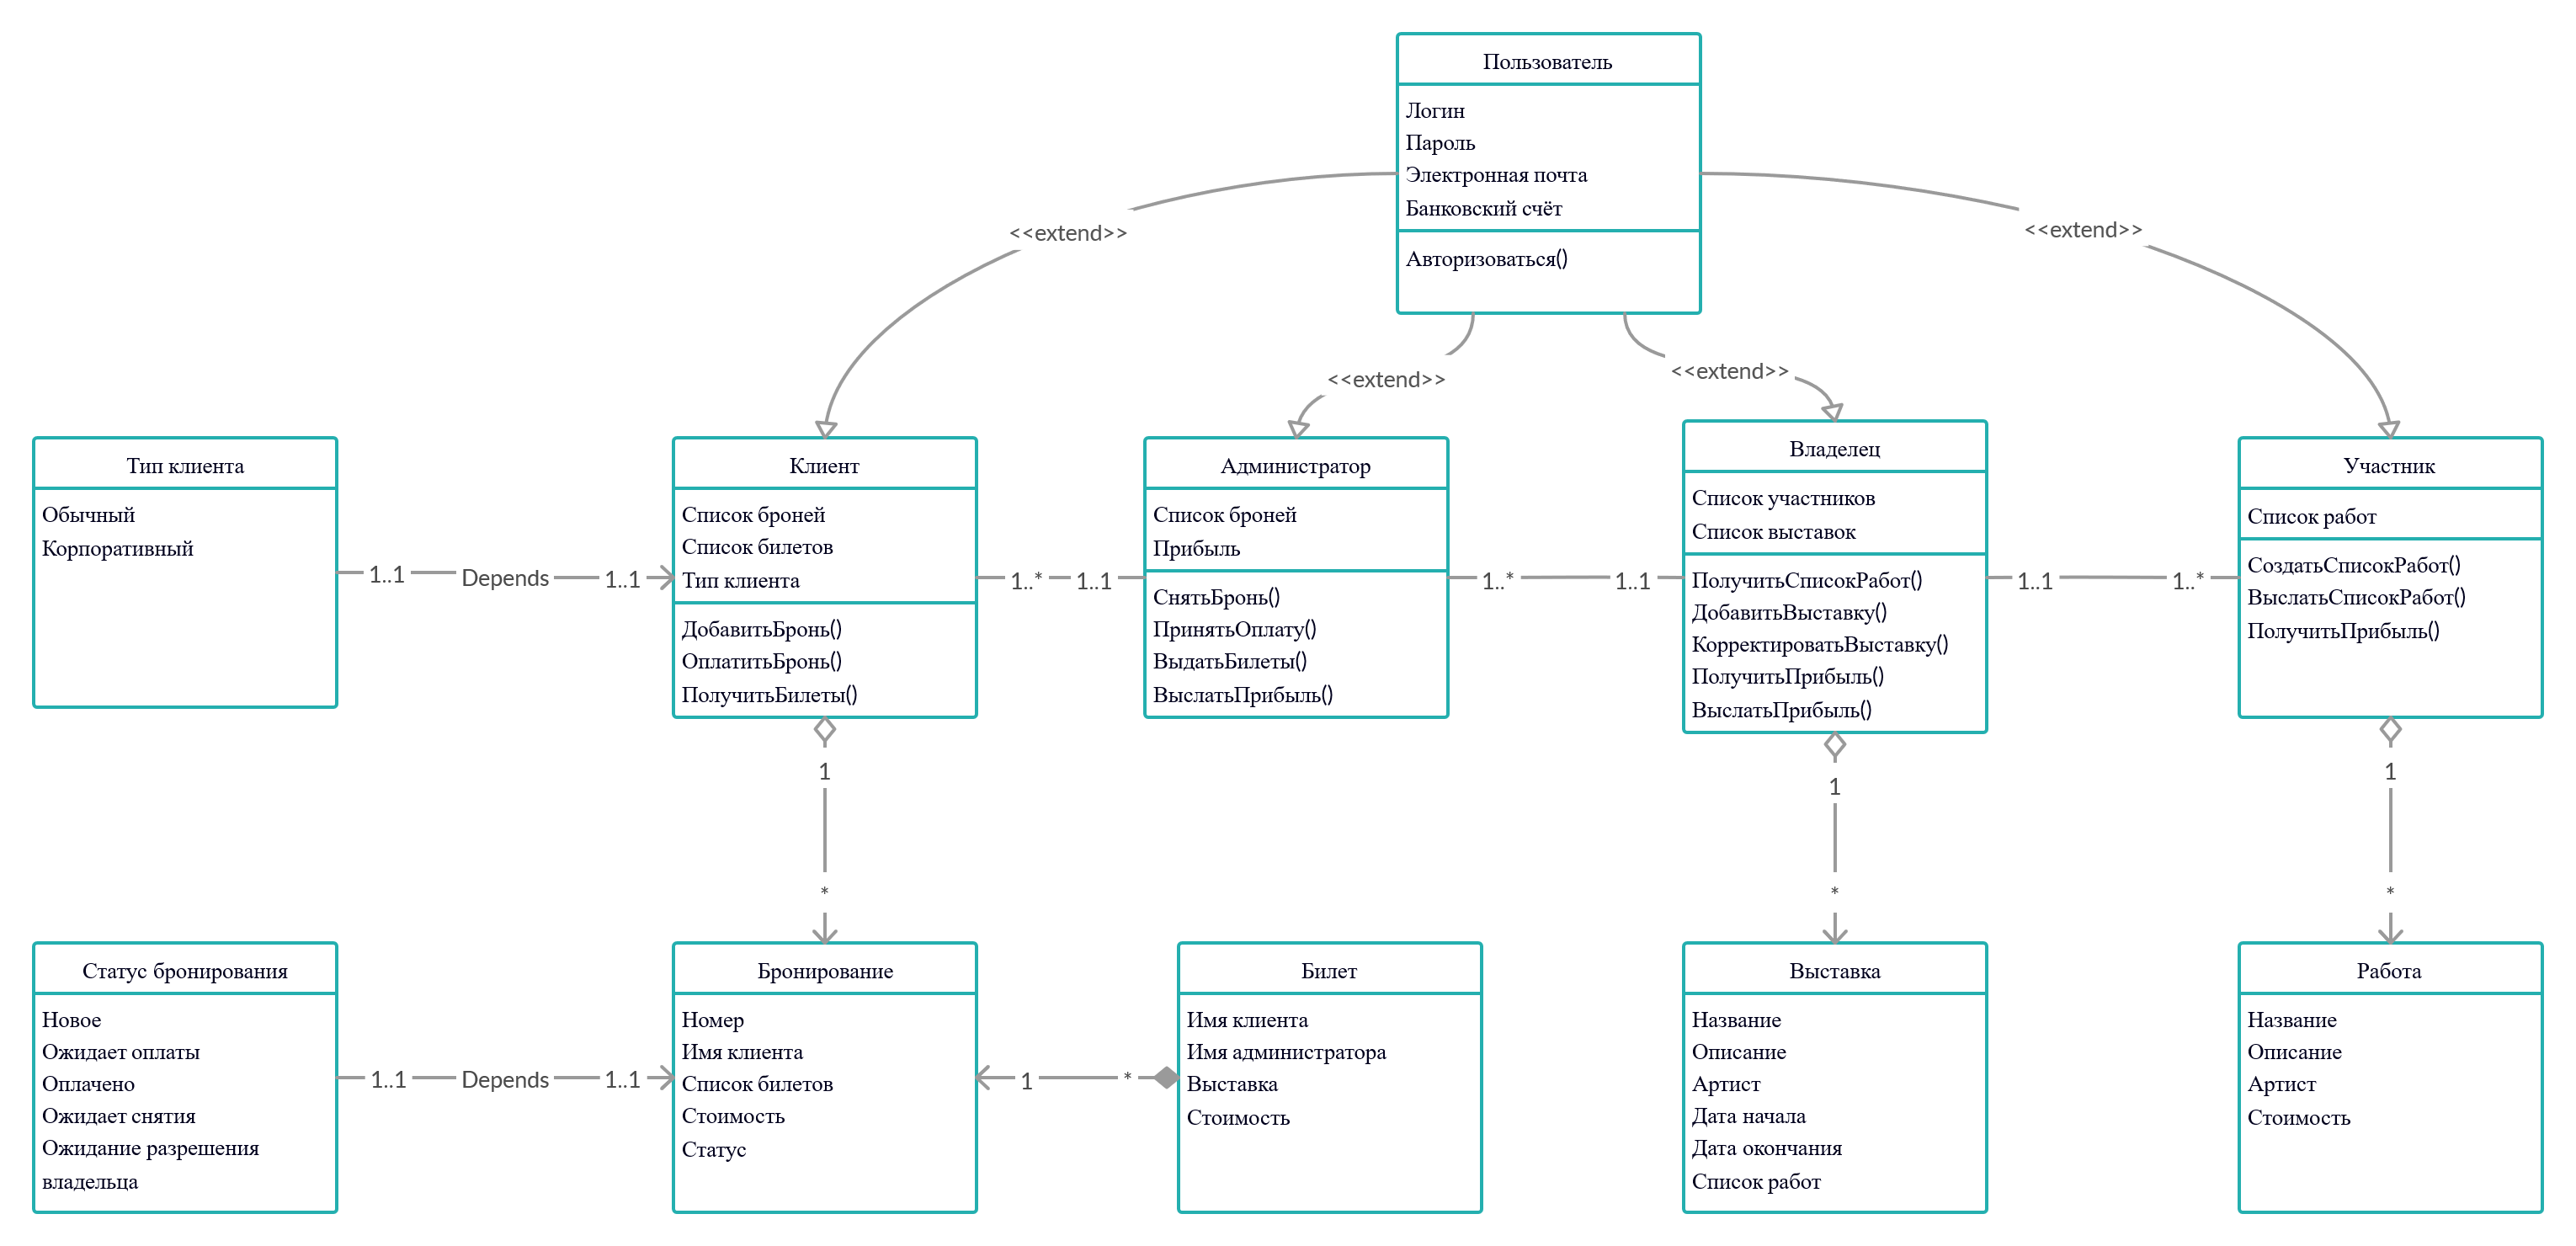 Пользователь
Логин
Пароль
Электронная почта
Банковский счёт
Авторизоваться()
<<extend>>
<<extend>>
<<extend>>
<<extend>>
Тип клиента
Обычный
Корпоративный
1..1
Depends
1..1
Клиент
Список броней
Список билетов
Тип клиента
ДобавитьБронь()
ОплатитьБронь()
ПолучитьБилеты()
1..*
1..1
Администратор
Список броней
Прибыль
СнятьБронь()
ПринятьОплату()
ВыдатьБилеты()
ВыслатьПрибыль()
1..*
1..1
Владелец
Список участников
Список выставок
ПолучитьСписокРабот()
ДобавитьВыставку()
КорректироватьВыставку()
ПолучитьПрибыль()
ВыслатьПрибыль()
1..1
1..*
Участник
Список работ
СоздатьСписокРабот()
ВыслатьСписокРабот()
ПолучитьПрибыль()
1
*
1
*
1
*
Статус бронирования
Новое
Ожидает оплаты
Оплачено
Ожидает снятия
Ожидание разрешения
владельца
1..1
Depends
1..1
Бронирование
Номер
Имя клиента
Список билетов
Стоимость
Статус
1
*
Билет
Имя клиента
Имя администратора
Выставка
Стоимость
Выставка
Название
Описание
Артист
Дата начала
Дата окончания
Список работ
Работа
Название
Описание
Артист
Стоимость